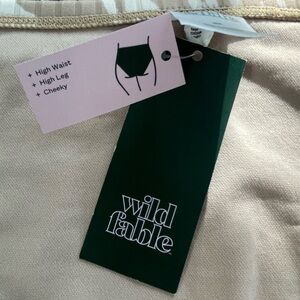 + High Waist
+ High Leg
+ Cheeky
wild
fable